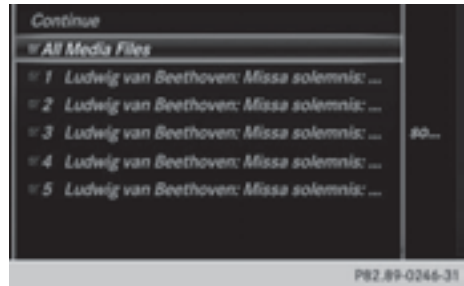 Continue
All Media Files
1 Ludwig van Beethoven: Missa solemnis: ...
2 Ludwig van Beethoven: Missa solemnis: ...
3 Ludwig van Beethoven: Missa solemnis: ...
so...
4 Ludwig van Beethoven: Missa solemnis: ...
5 Ludwig van Beethoven: Missa solemnis: ...
P82.89-0246-31